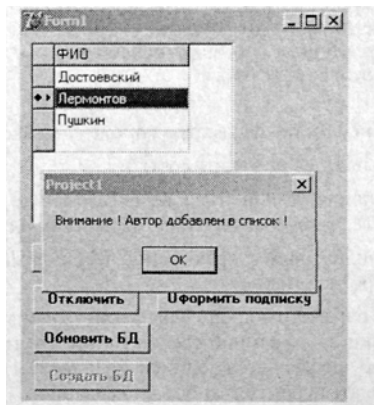 Form1
ФИО
Достоевский
Лермонтов
Пушкин
Project1
Внимание ! Автор добавлен в список !
OK
Отключить
Оформить подписку
Обновить БД
Создать БД